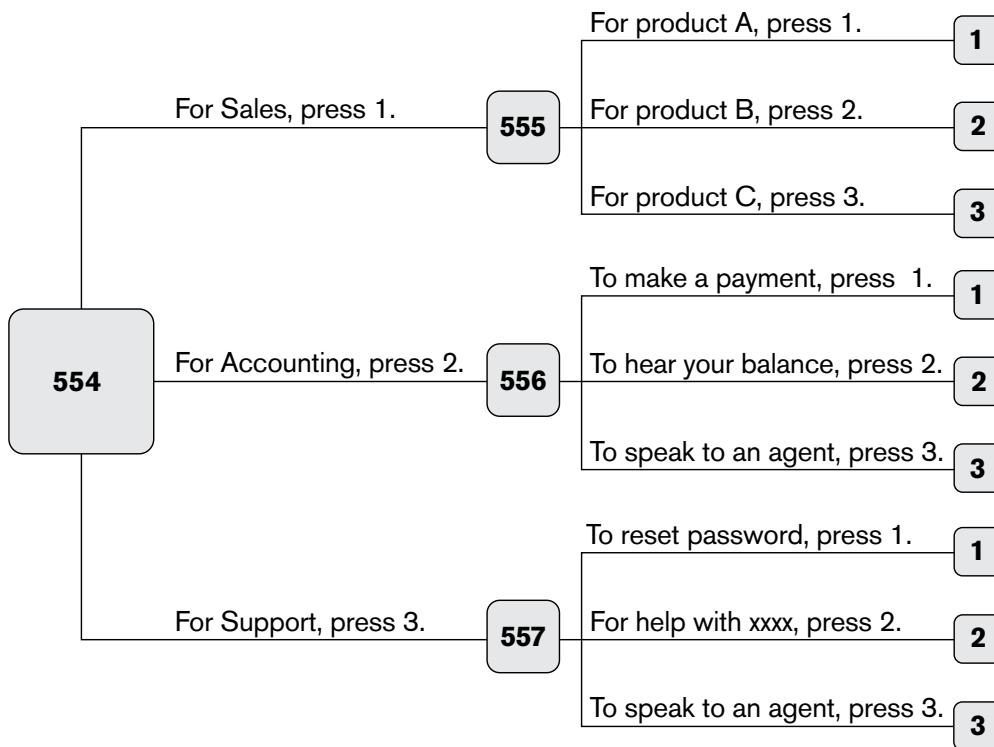 For product A, press 1.
1
For Sales, press 1.
555
For product B, press 2.
2
For product C, press 3.
3
To make a payment, press  1.
1
554
For Accounting, press 2.
556
To hear your balance, press 2.
2
To speak to an agent, press 3.
3
To reset password, press 1.
1
For Support, press 3.
557
For help with xxxx, press 2.
2
To speak to an agent, press 3.
3